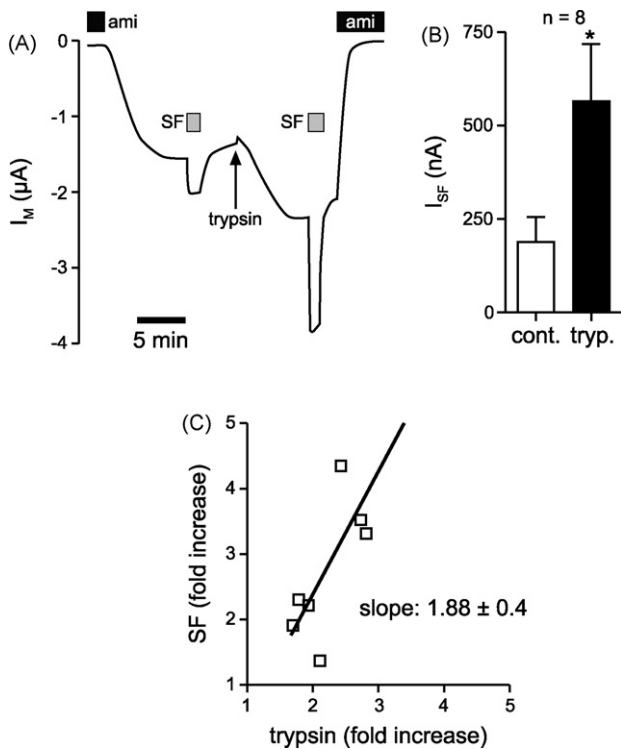 (A)
ami
ami
0
-1
-2
-3
-4
I_M (µA)
SF
SF
trypsin
5 min
(B)
n = 8
*
750
500
250
0
I_SF (nA)
cont. tryp.
(C)
5
4
3
2
1
SF (fold increase)
slope: 1.88 ± 0.4
1 2 3 4 5
trypsin (fold increase)